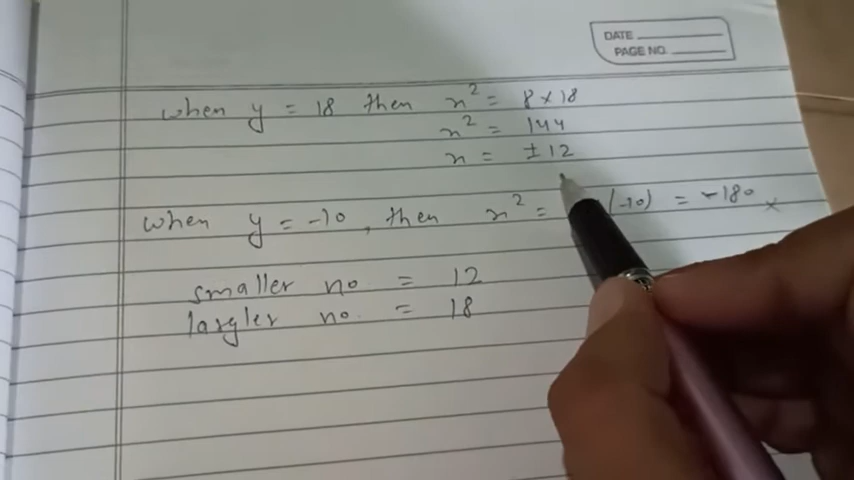 DATE
PAGE NO.
when y = 18 then x² = 8 × 18
x² = 144
x = ±12
when y = -10, then x² = (-10) = -180 ×
smaller no. = 12
largler no. = 18